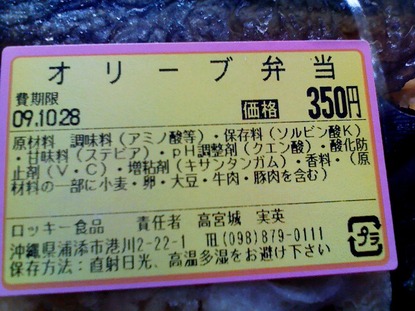 オリーブ弁当
費期限
09.10.28
価格 350円
原材料 調味料(アミノ酸等)・保存料(ソルビン酸K)
・甘味料(ステビア)・pH調整剤(クエン酸)・酸化防
止剤(V・C)・増粘剤(キサンタンガム)・香料・(原
材料の一部に小麦・卵・大豆・牛肉・豚肉を含む)
ロッキー食品 責任者 高宮城 実英
沖縄県浦添市港川2-22-1 TEL(098)879-0111
保存方法:直射日光、高温多湿をお避け下さい
プラ